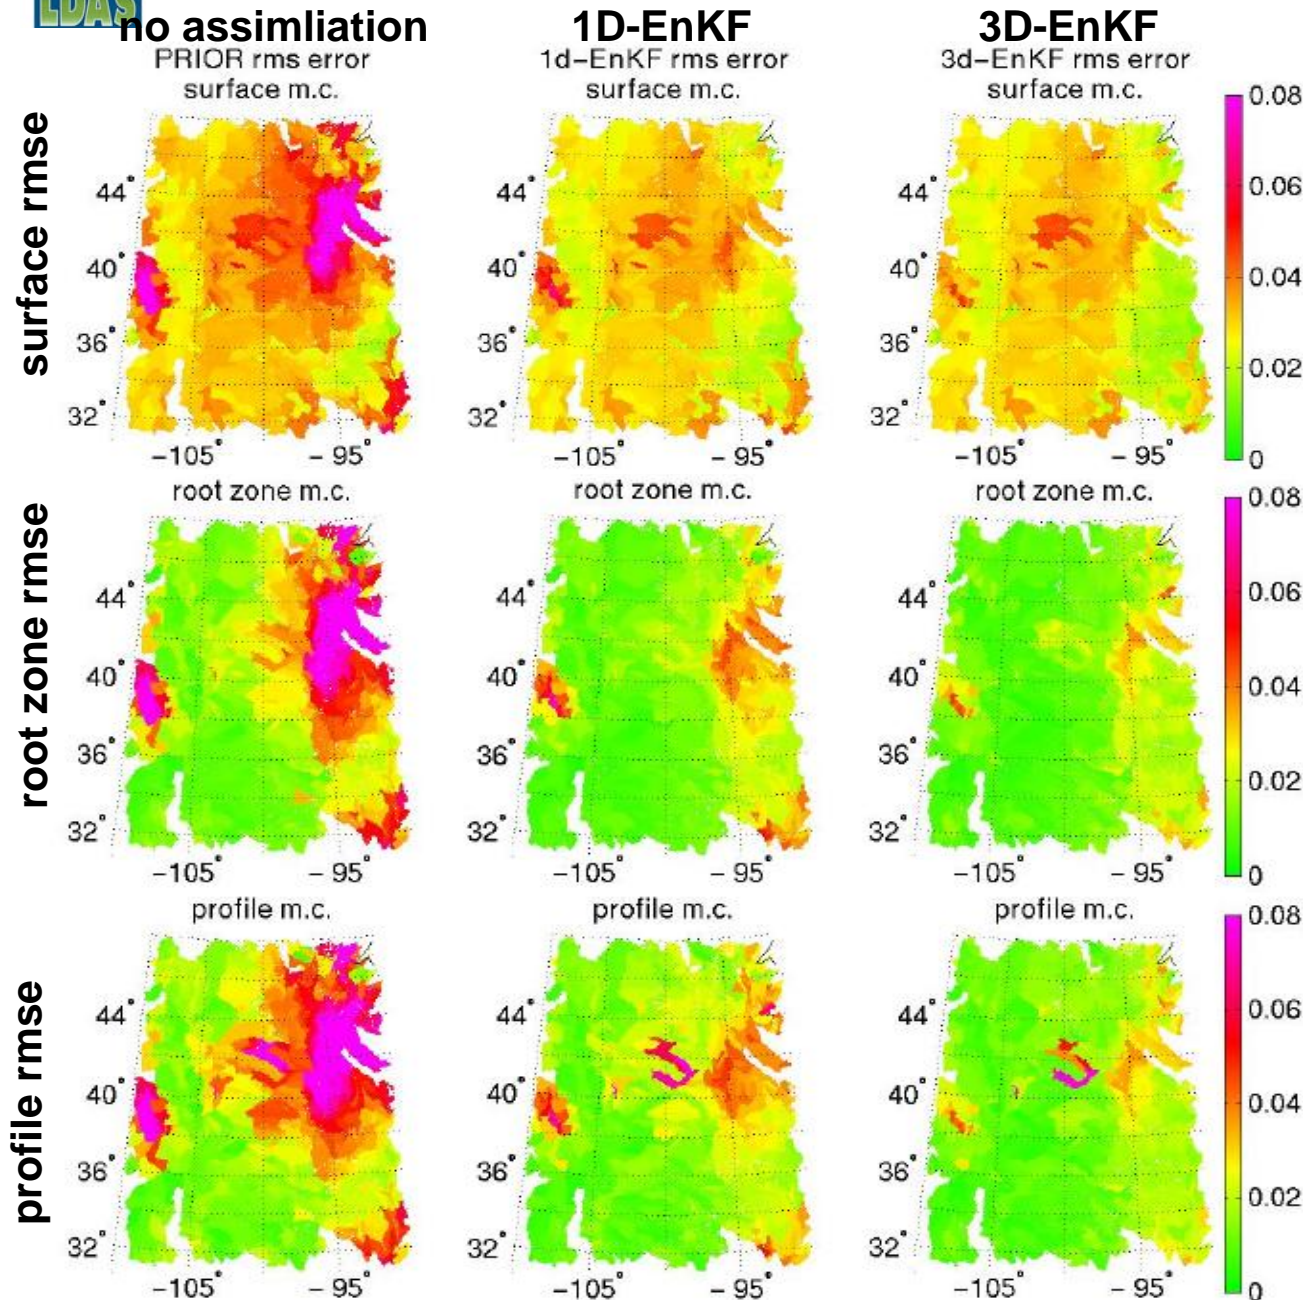 LDAS
no assimliation 1D-EnKF 3D-EnKF
PRIOR rms error 1d-EnKF rms error 3d-EnKF rms error
surface m.c. surface m.c. surface m.c.
surface rmse
44° 44° 44°
40° 40° 40°
36° 36° 36°
32° 32° 32°
-105° -95° -105° -95° -105° -95°
0.08
0.06
0.04
0.02
0
root zone m.c. root zone m.c. root zone m.c.
root zone rmse
44° 44° 44°
40° 40° 40°
36° 36° 36°
32° 32° 32°
-105° -95° -105° -95° -105° -95°
0.08
0.06
0.04
0.02
0
profile m.c. profile m.c. profile m.c.
profile rmse
44° 44° 44°
40° 40° 40°
36° 36° 36°
32° 32° 32°
-105° -95° -105° -95° -105° -95°
0.08
0.06
0.04
0.02
0